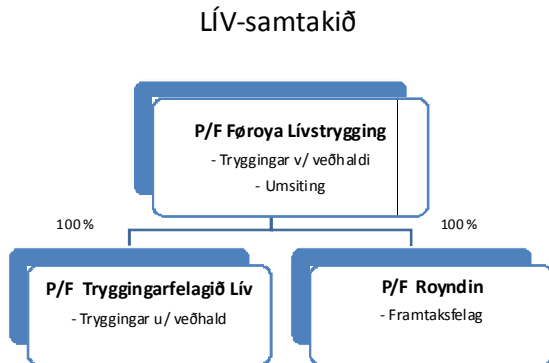 LÍV-samtakið
P/F Føroya Lívstrygging
- Tryggingar v/ veðhaldi
- Umsiting
100 %
100 %
P/F Tryggingarfelagið Lív
- Tryggingar u/ veðhald
P/F Royndin
- Framtaksfelag